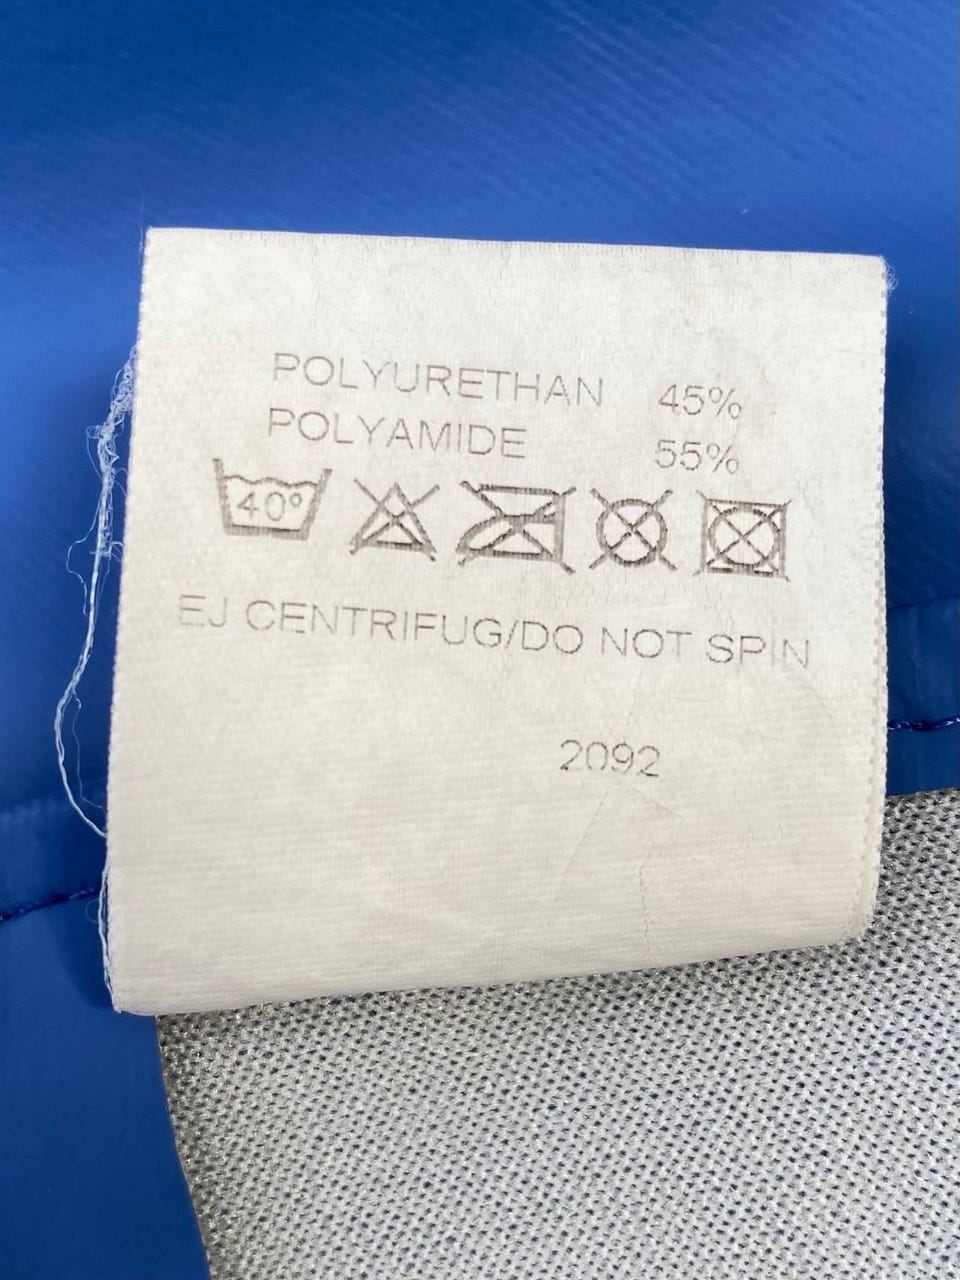 POLYURETHAN 45%
POLYAMIDE 55%
40°
EJ CENTRIFUG/DO NOT SPIN
2092